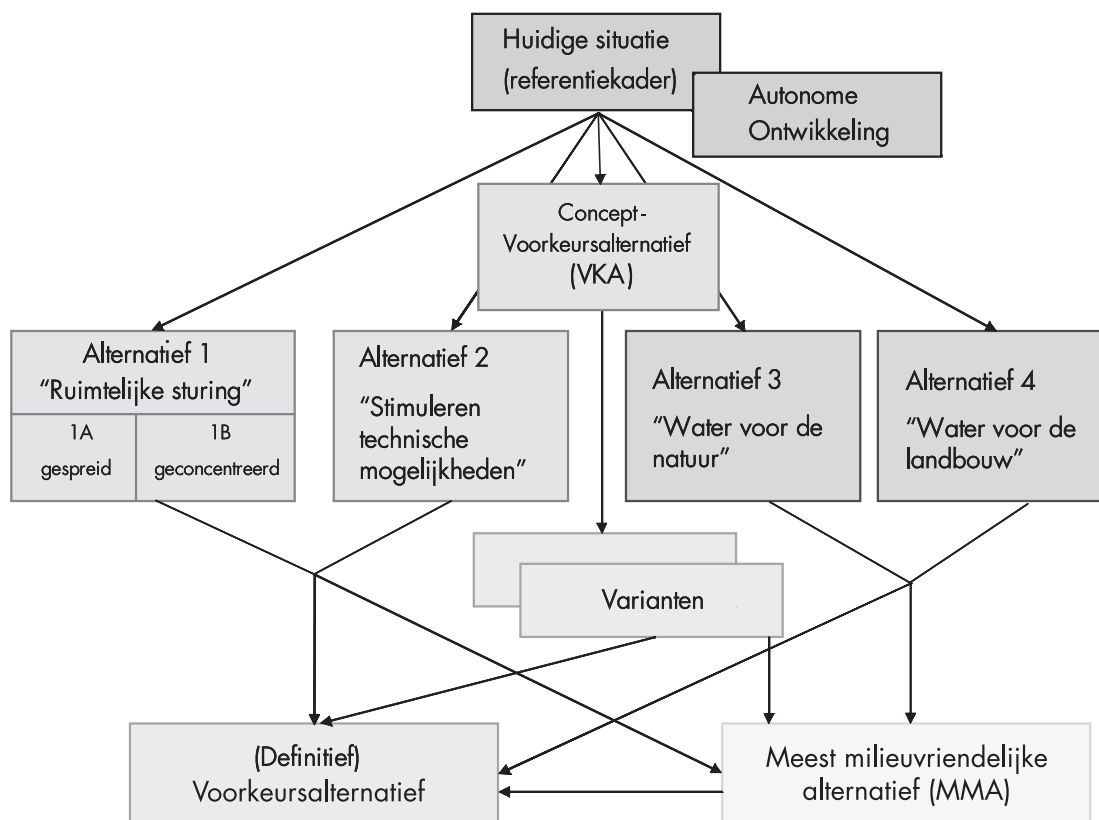 Huidige situatie
(referentiekader)
Autonome
Ontwikkeling
Concept-
Voorkeursalternatief
(VKA)
Alternatief 1
“Ruimtelijke sturing”
1A
gespreid
1B
geconcentreerd
Alternatief 2
“Stimuleren
technische
mogelijkheden”
Alternatief 3
“Water voor de
natuur”
Alternatief 4
“Water voor de
landbouw”
Varianten
(Definitief)
Voorkeursalternatief
Meest milieuvriendelijke
alternatief (MMA)